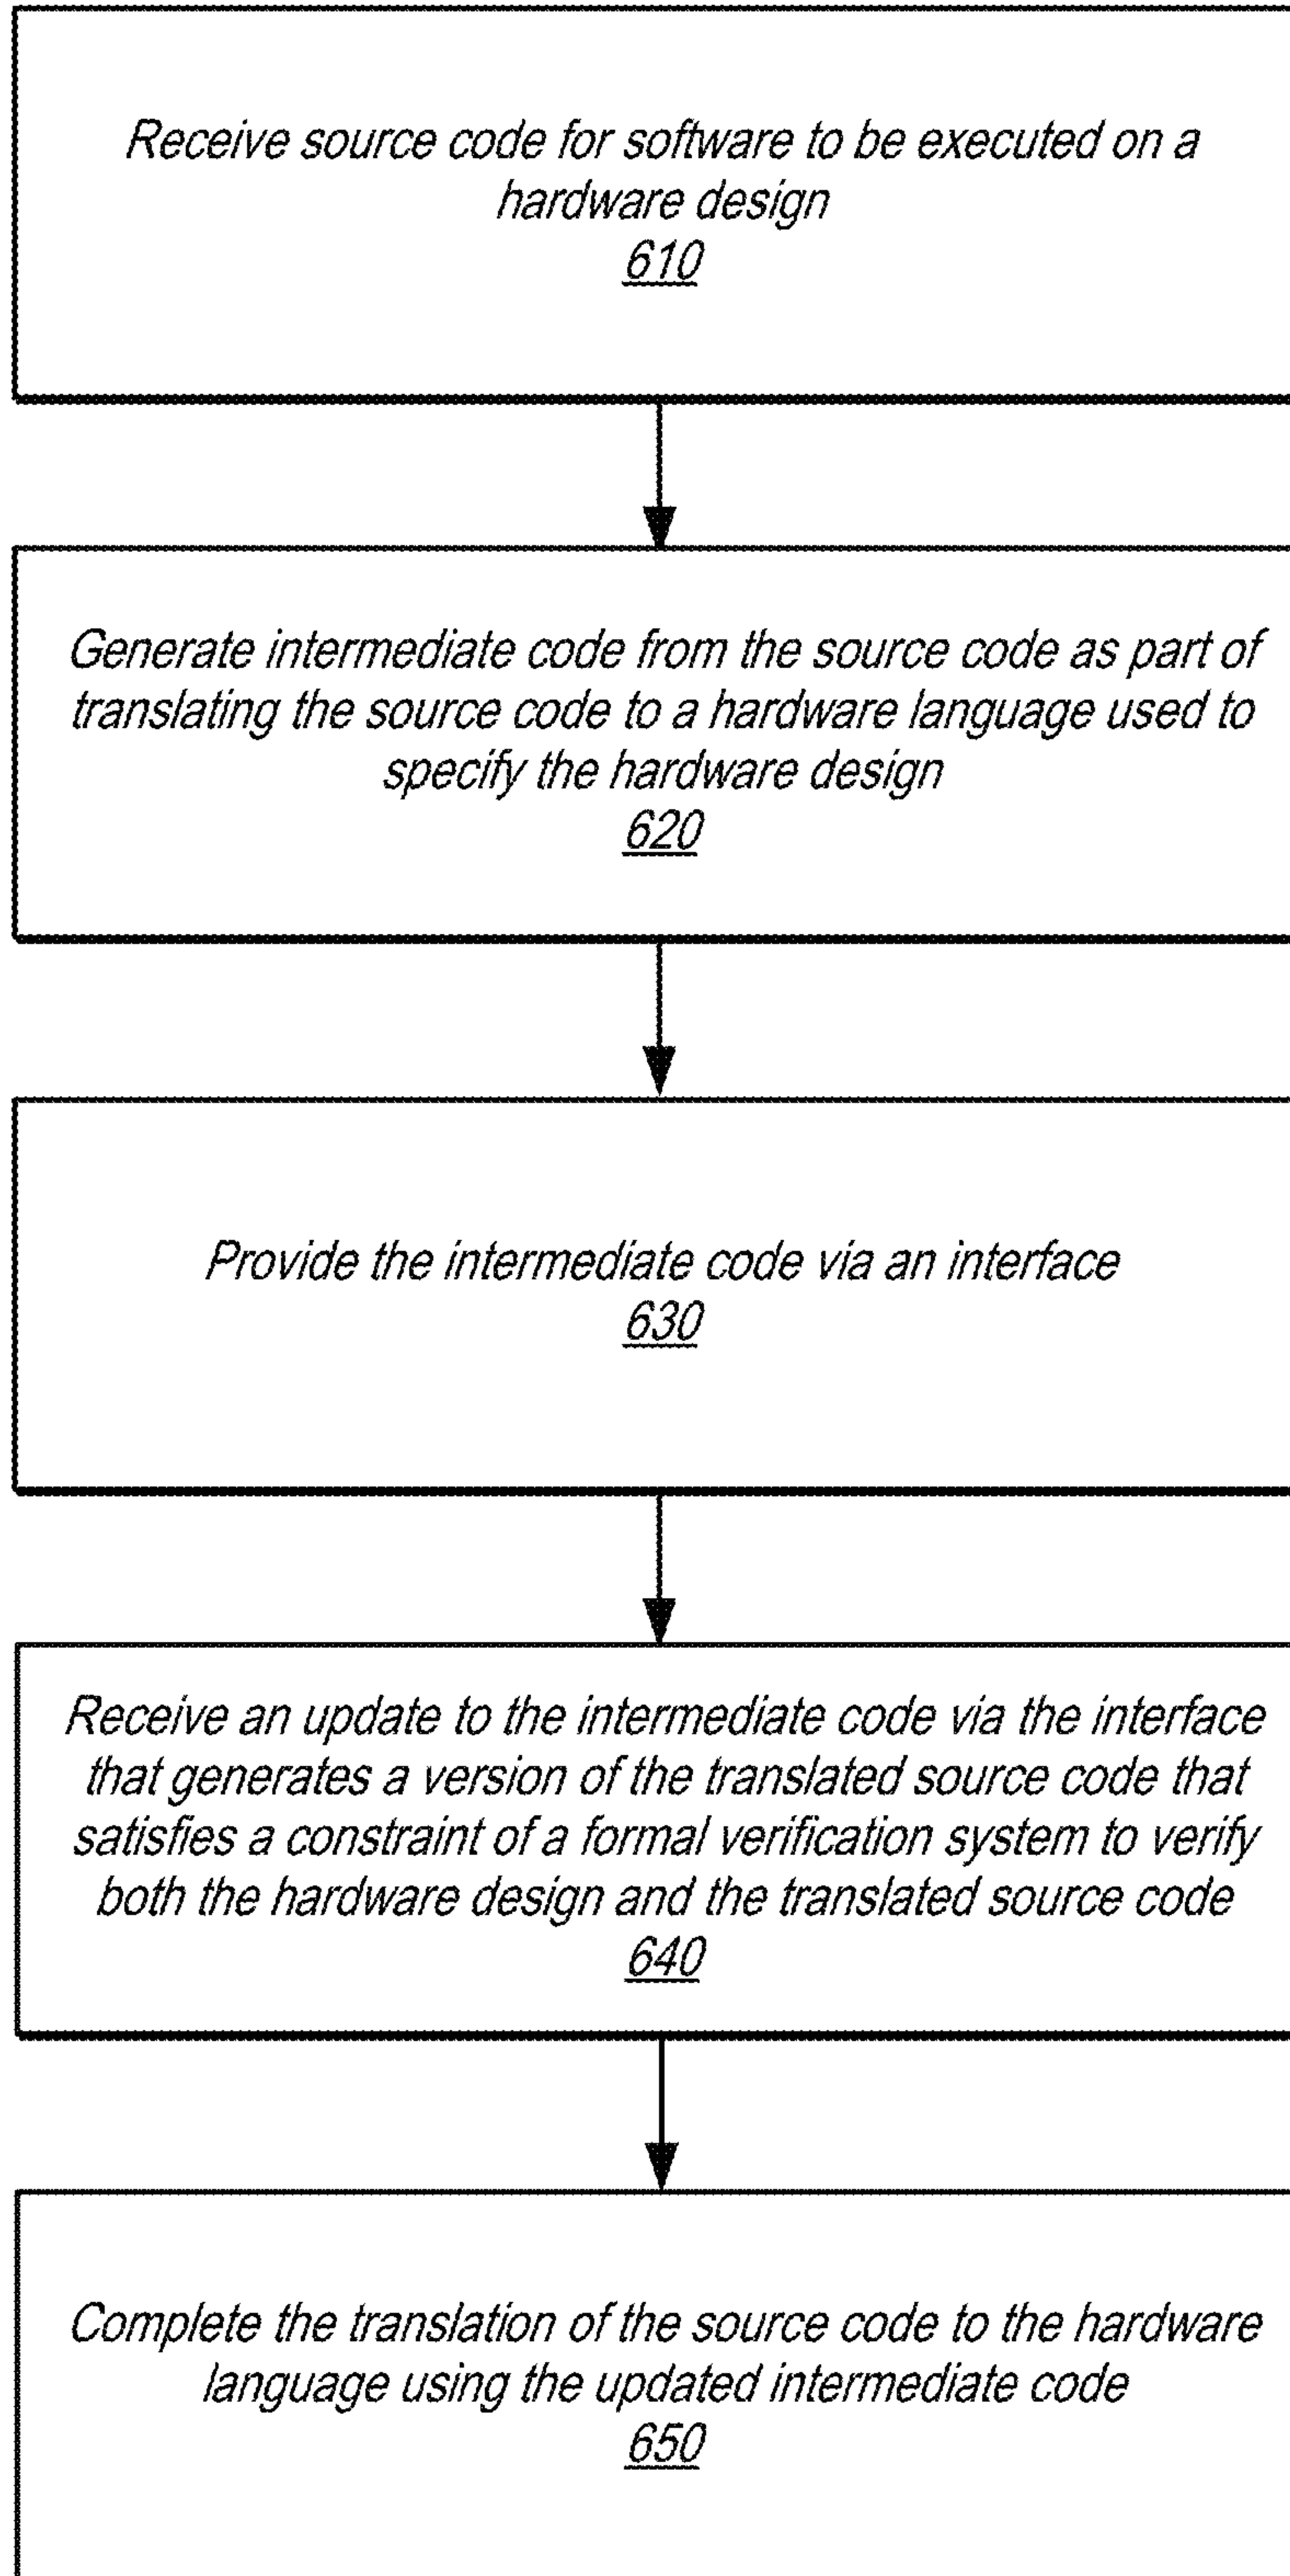 Receive source code for software to be executed on a
hardware design
610
Generate intermediate code from the source code as part of
translating the source code to a hardware language used to
specify the hardware design
620
Provide the intermediate code via an interface
630
Receive an update to the intermediate code via the interface
that generates a version of the translated source code that
satisfies a constraint of a formal verification system to verify
both the hardware design and the translated source code
640
Complete the translation of the source code to the hardware
language using the updated intermediate code
650